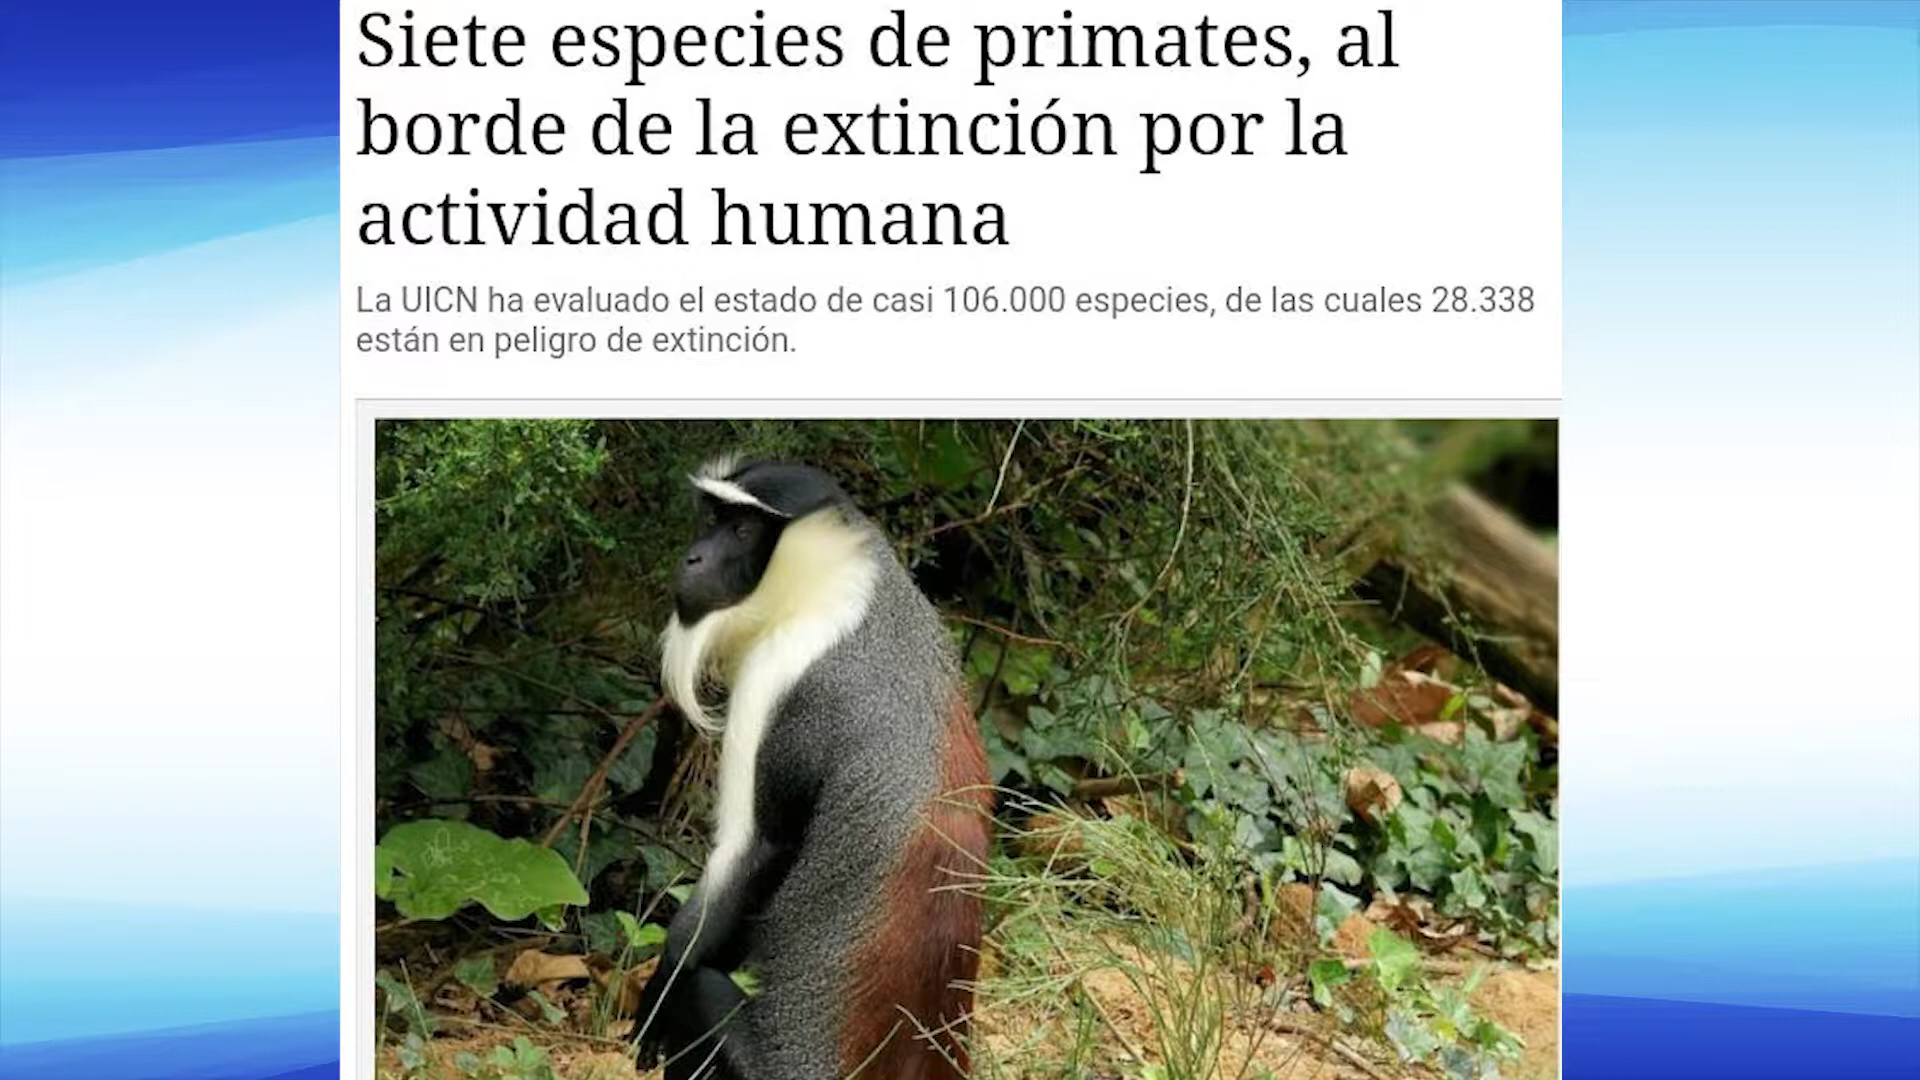 Siete especies de primates, al
borde de la extinción por la
actividad humana
La UICN ha evaluado el estado de casi 106.000 especies, de las cuales 28.338
están en peligro de extinción.